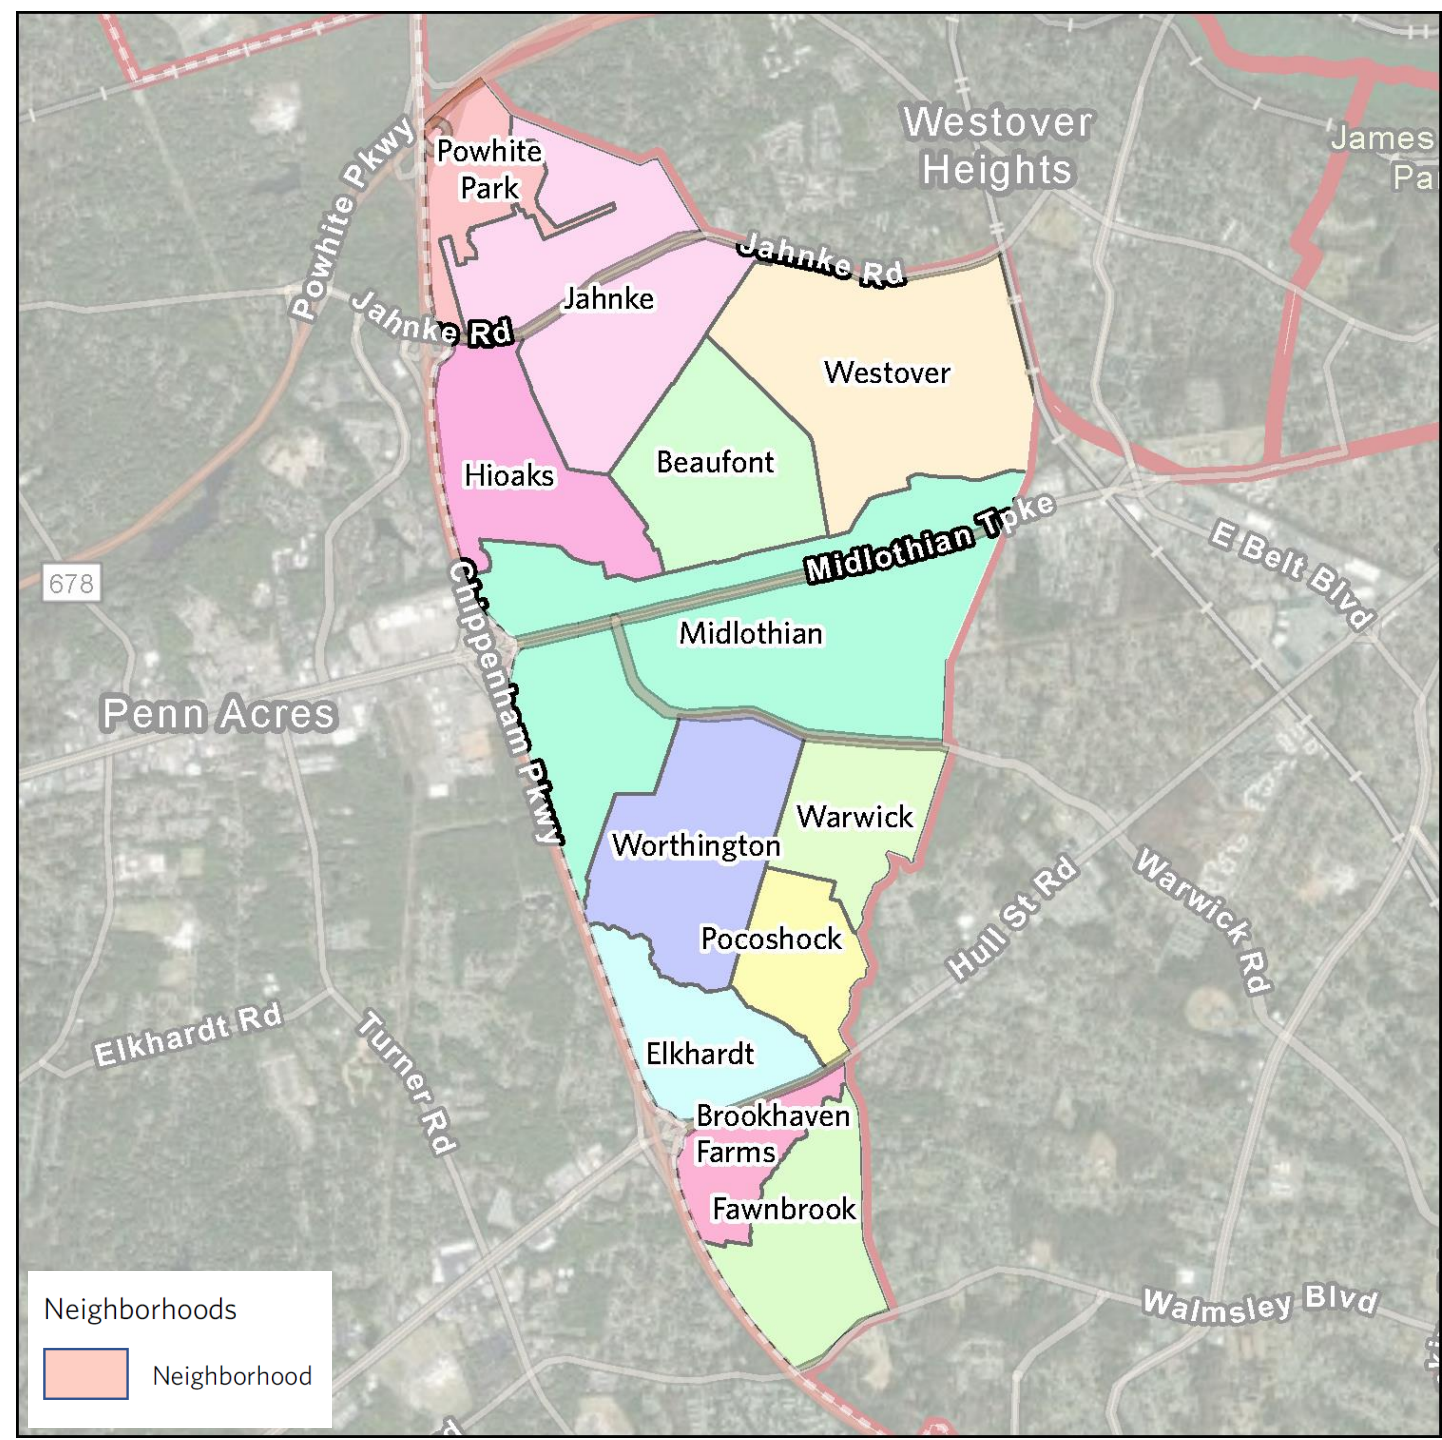 Westover
Heights
James
Pa
Powhite
Park
Powhite Pkwy
Jahnke Rd
Jahnke
Jahnke Rd
Westover
Beaufont
Hioaks
Midlothian Tpke
E Belt Blvd
678
Chippenham Pkwy
Midlothian
Penn Acres
Warwick
Worthington
Warwick Rd
Hull St Rd
Pocoshock
Elkhardt Rd
Turner Rd
Elkhardt
Brookhaven
Farms
Fawnbrook
Walmsley Blvd
Neighborhoods
Neighborhood